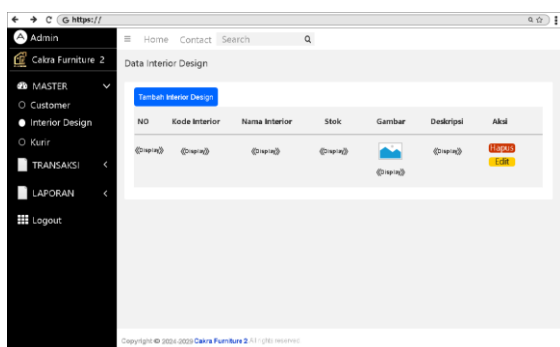 G https://
A Admin
Home Contact Search
Cakra Furniture 2
Data Interior Design
MASTER
Customer
Interior Design
Kurir
TRANSAKSI
LAPORAN
Logout
Tambah Interior Design
NO Kode Interior Nama Interior Stok Gambar Deskripsi Aksi
{{Display}} {{Display}} {{Display}} {{Display}} {{Display}} Hapus
Edit
{{Display}}
Copyright © 2024-2029 Cakra Furniture 2 All rights reserved